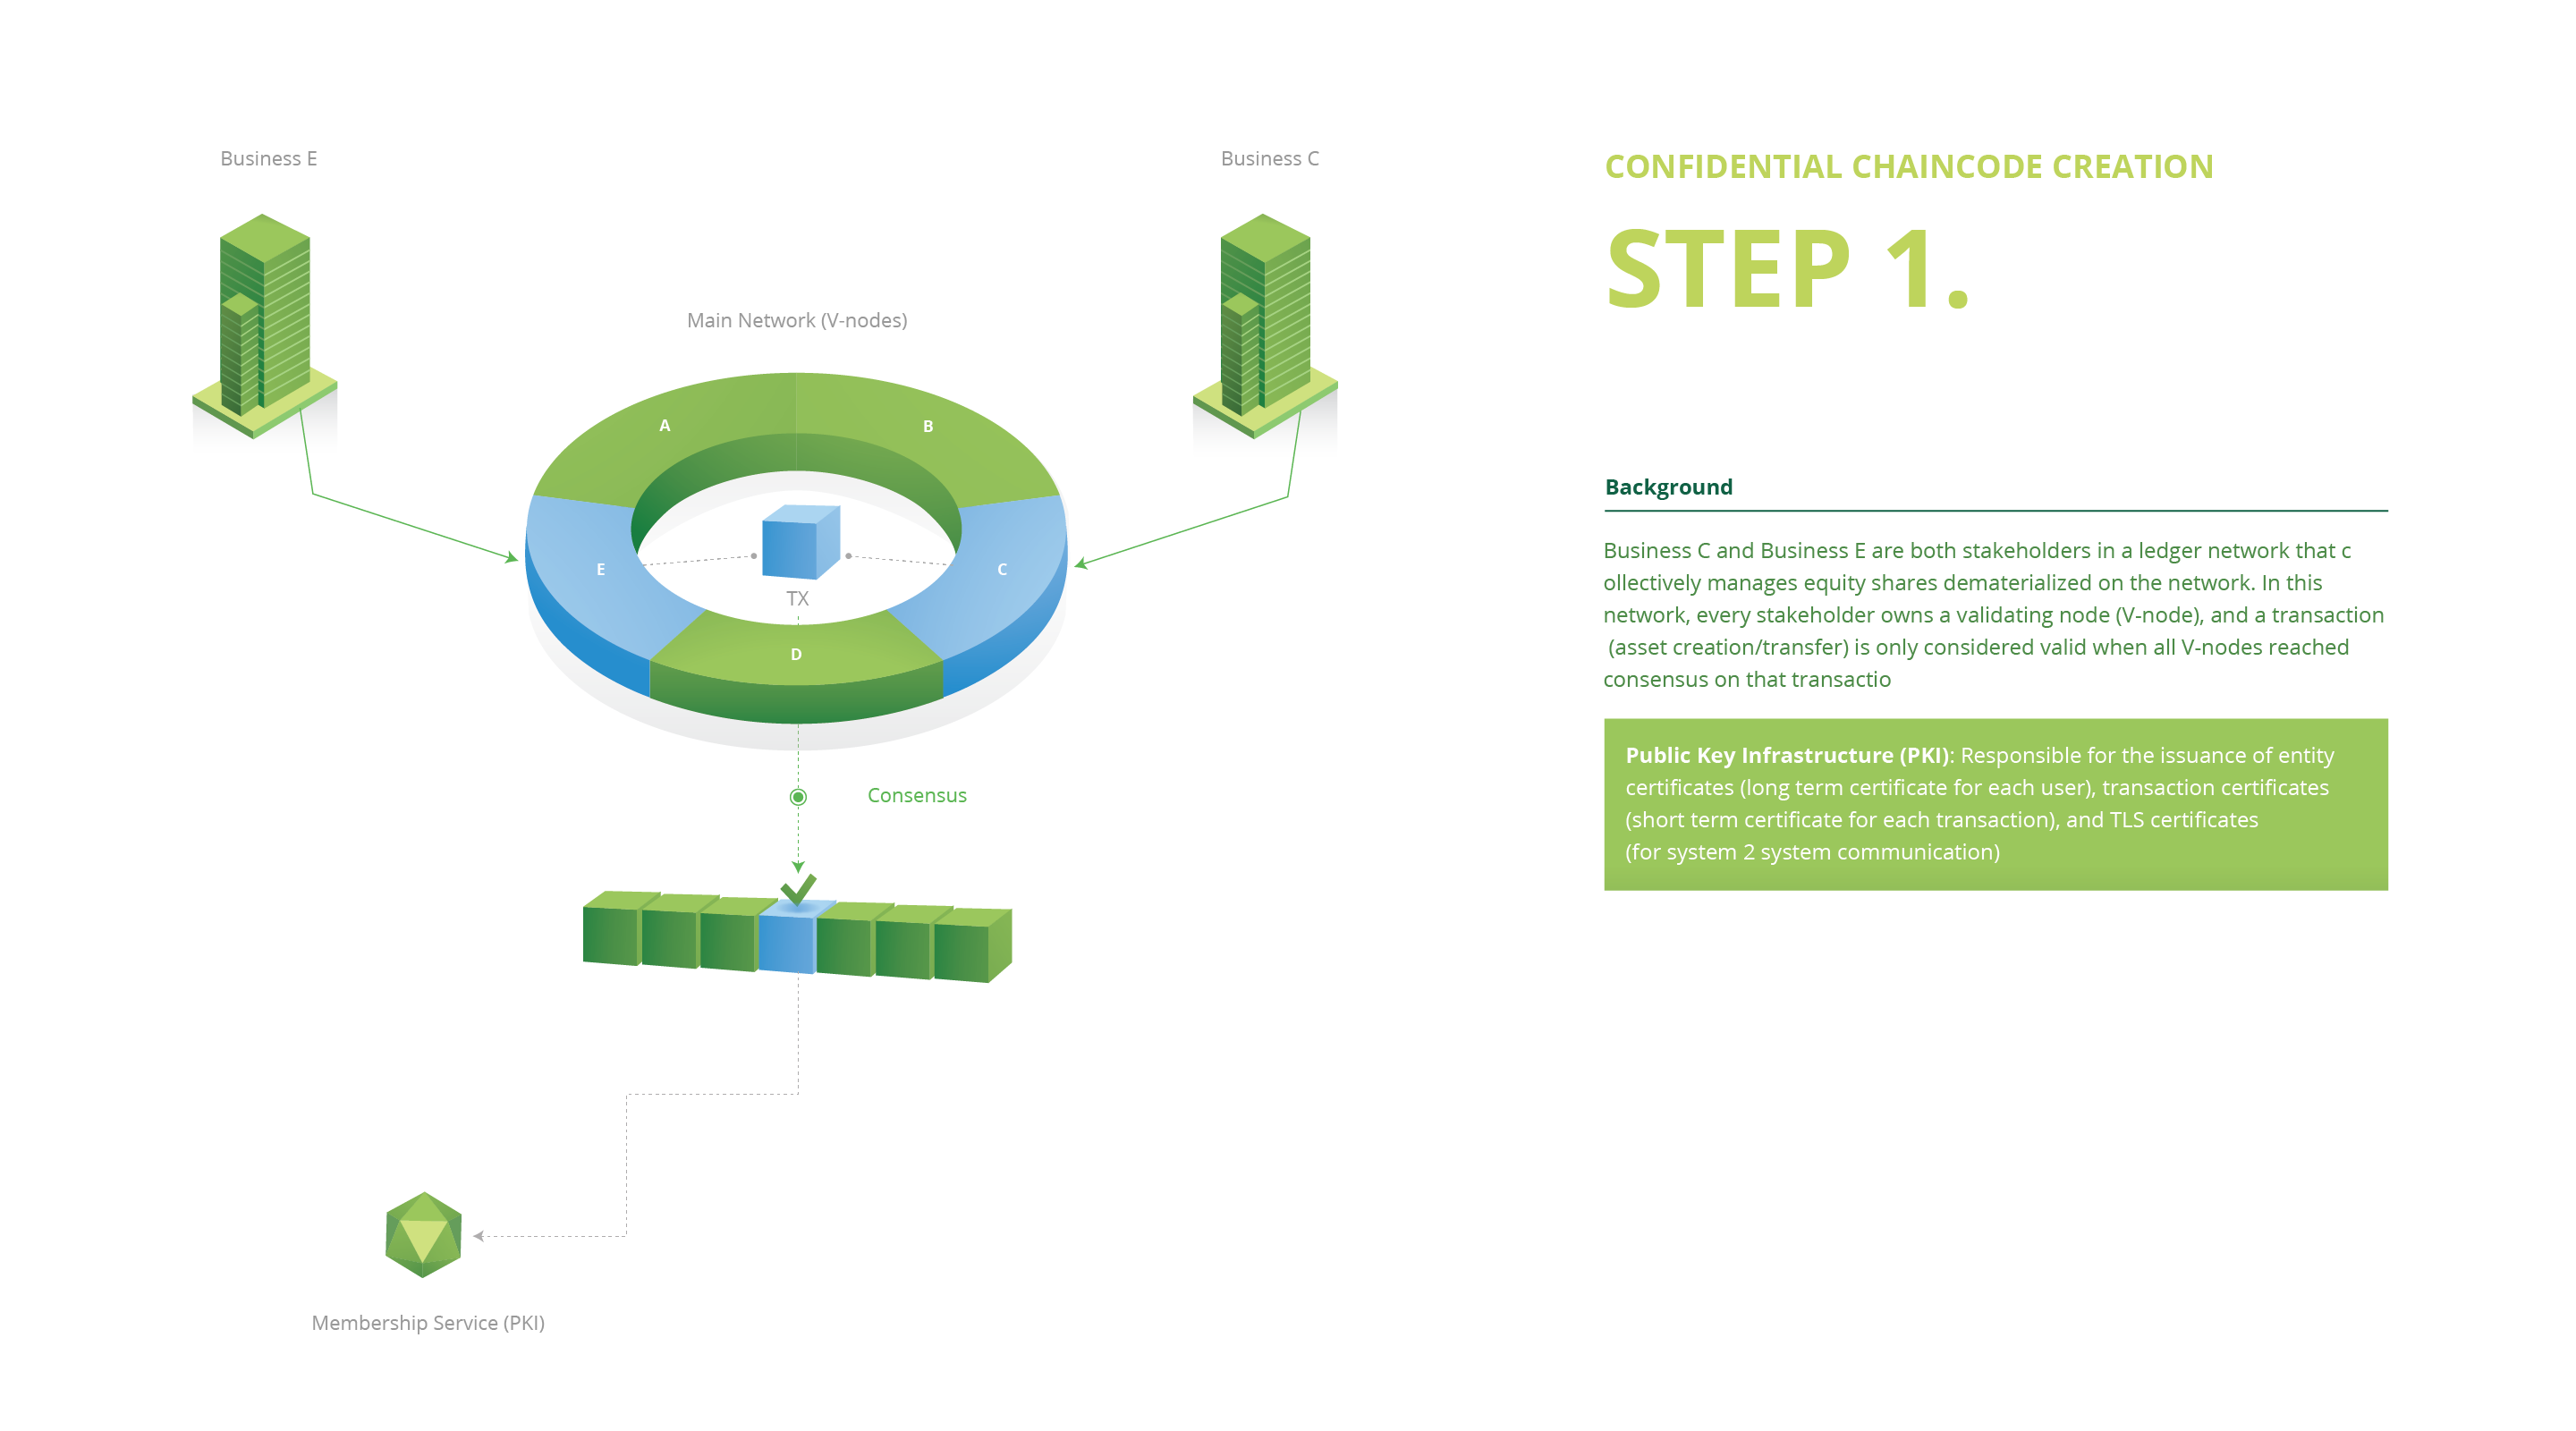 Business E
Business C
Main Network (V-nodes)
A
B
E
C
TX
D
Consensus
Membership Service (PKI)
CONFIDENTIAL CHAINCODE CREATION
STEP 1.
Background
Business C and Business E are both stakeholders in a ledger network that c
ollectively manages equity shares dematerialized on the network. In this
network, every stakeholder owns a validating node (V-node), and a transaction
(asset creation/transfer) is only considered valid when all V-nodes reached
consensus on that transactio
Public Key Infrastructure (PKI): Responsible for the issuance of entity
certificates (long term certificate for each user), transaction certificates
(short term certificate for each transaction), and TLS certificates
(for system 2 system communication)